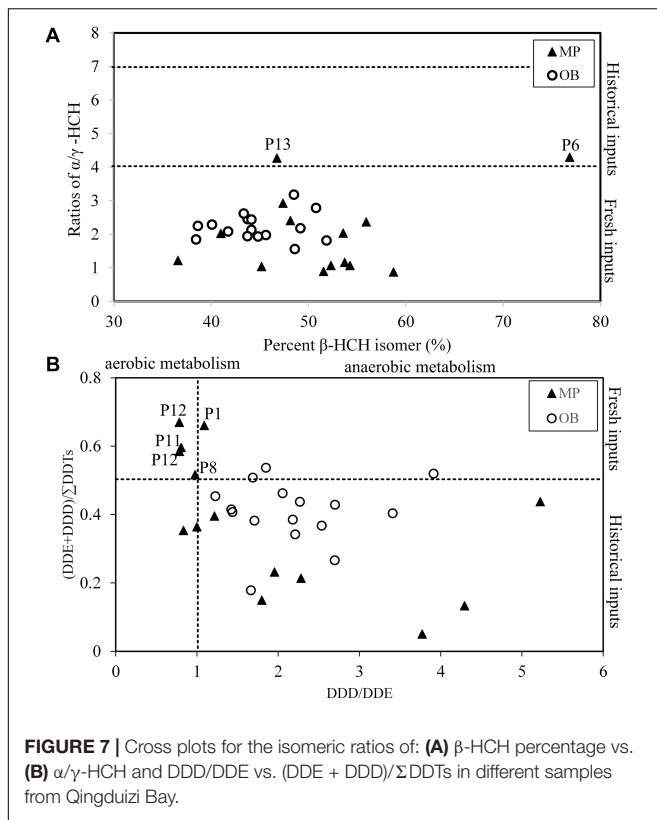 A
8
7
6
5
4
3
2
1
0
Ratios of α/γ -HCH
MP
OB
P13
P6
Historical inputs
Fresh inputs
30
40
50
60
70
80
Percent β-HCH isomer (%)
B
aerobic metabolism
anaerobic metabolism
0.8
0.6
0.4
0.2
0
(DDE+DDD)/∑DDTs
MP
OB
P12
P1
P11
P12
P8
Fresh inputs
Historical inputs
0
1
2
3
4
5
6
DDD/DDE
FIGURE 7 | Cross plots for the isomeric ratios of: (A) β-HCH percentage vs.
(B) α/γ-HCH and DDD/DDE vs. (DDE + DDD)/ΣDDTs in different samples
from Qingduizi Bay.